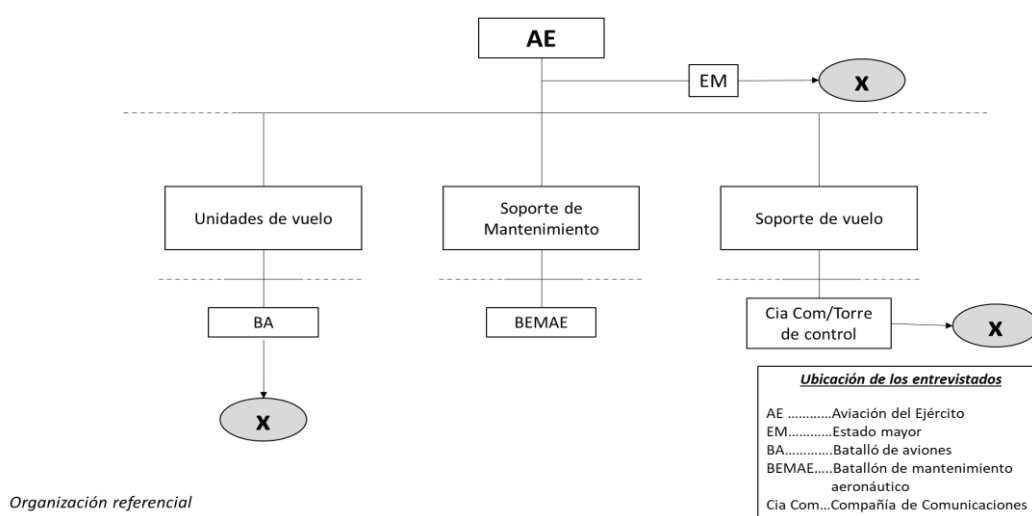 AE
EM
x
Unidades de vuelo
Soporte de
Mantenimiento
Soporte de vuelo
BA
BEMAE
Cia Com/Torre
de control
x
x
Ubicación de los entrevistados
AE ............Aviación del Ejército
EM............Estado mayor
BA.............Batalló de aviones
BEMAE.....Batallón de mantenimiento
aeronáutico
Cia Com...Compañía de Comunicaciones
Organización referencial